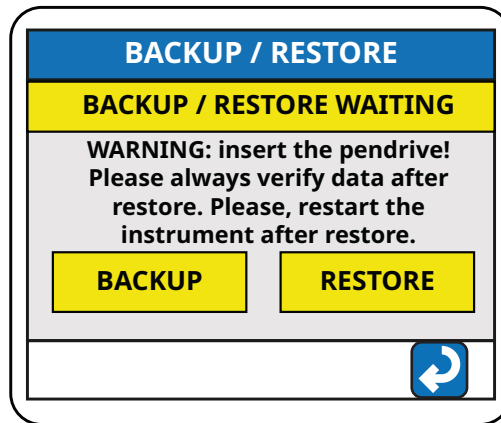 BACKUP / RESTORE
BACKUP / RESTORE WAITING
WARNING: insert the pendrive!
Please always verify data after
restore. Please, restart the
instrument after restore.
BACKUP
RESTORE